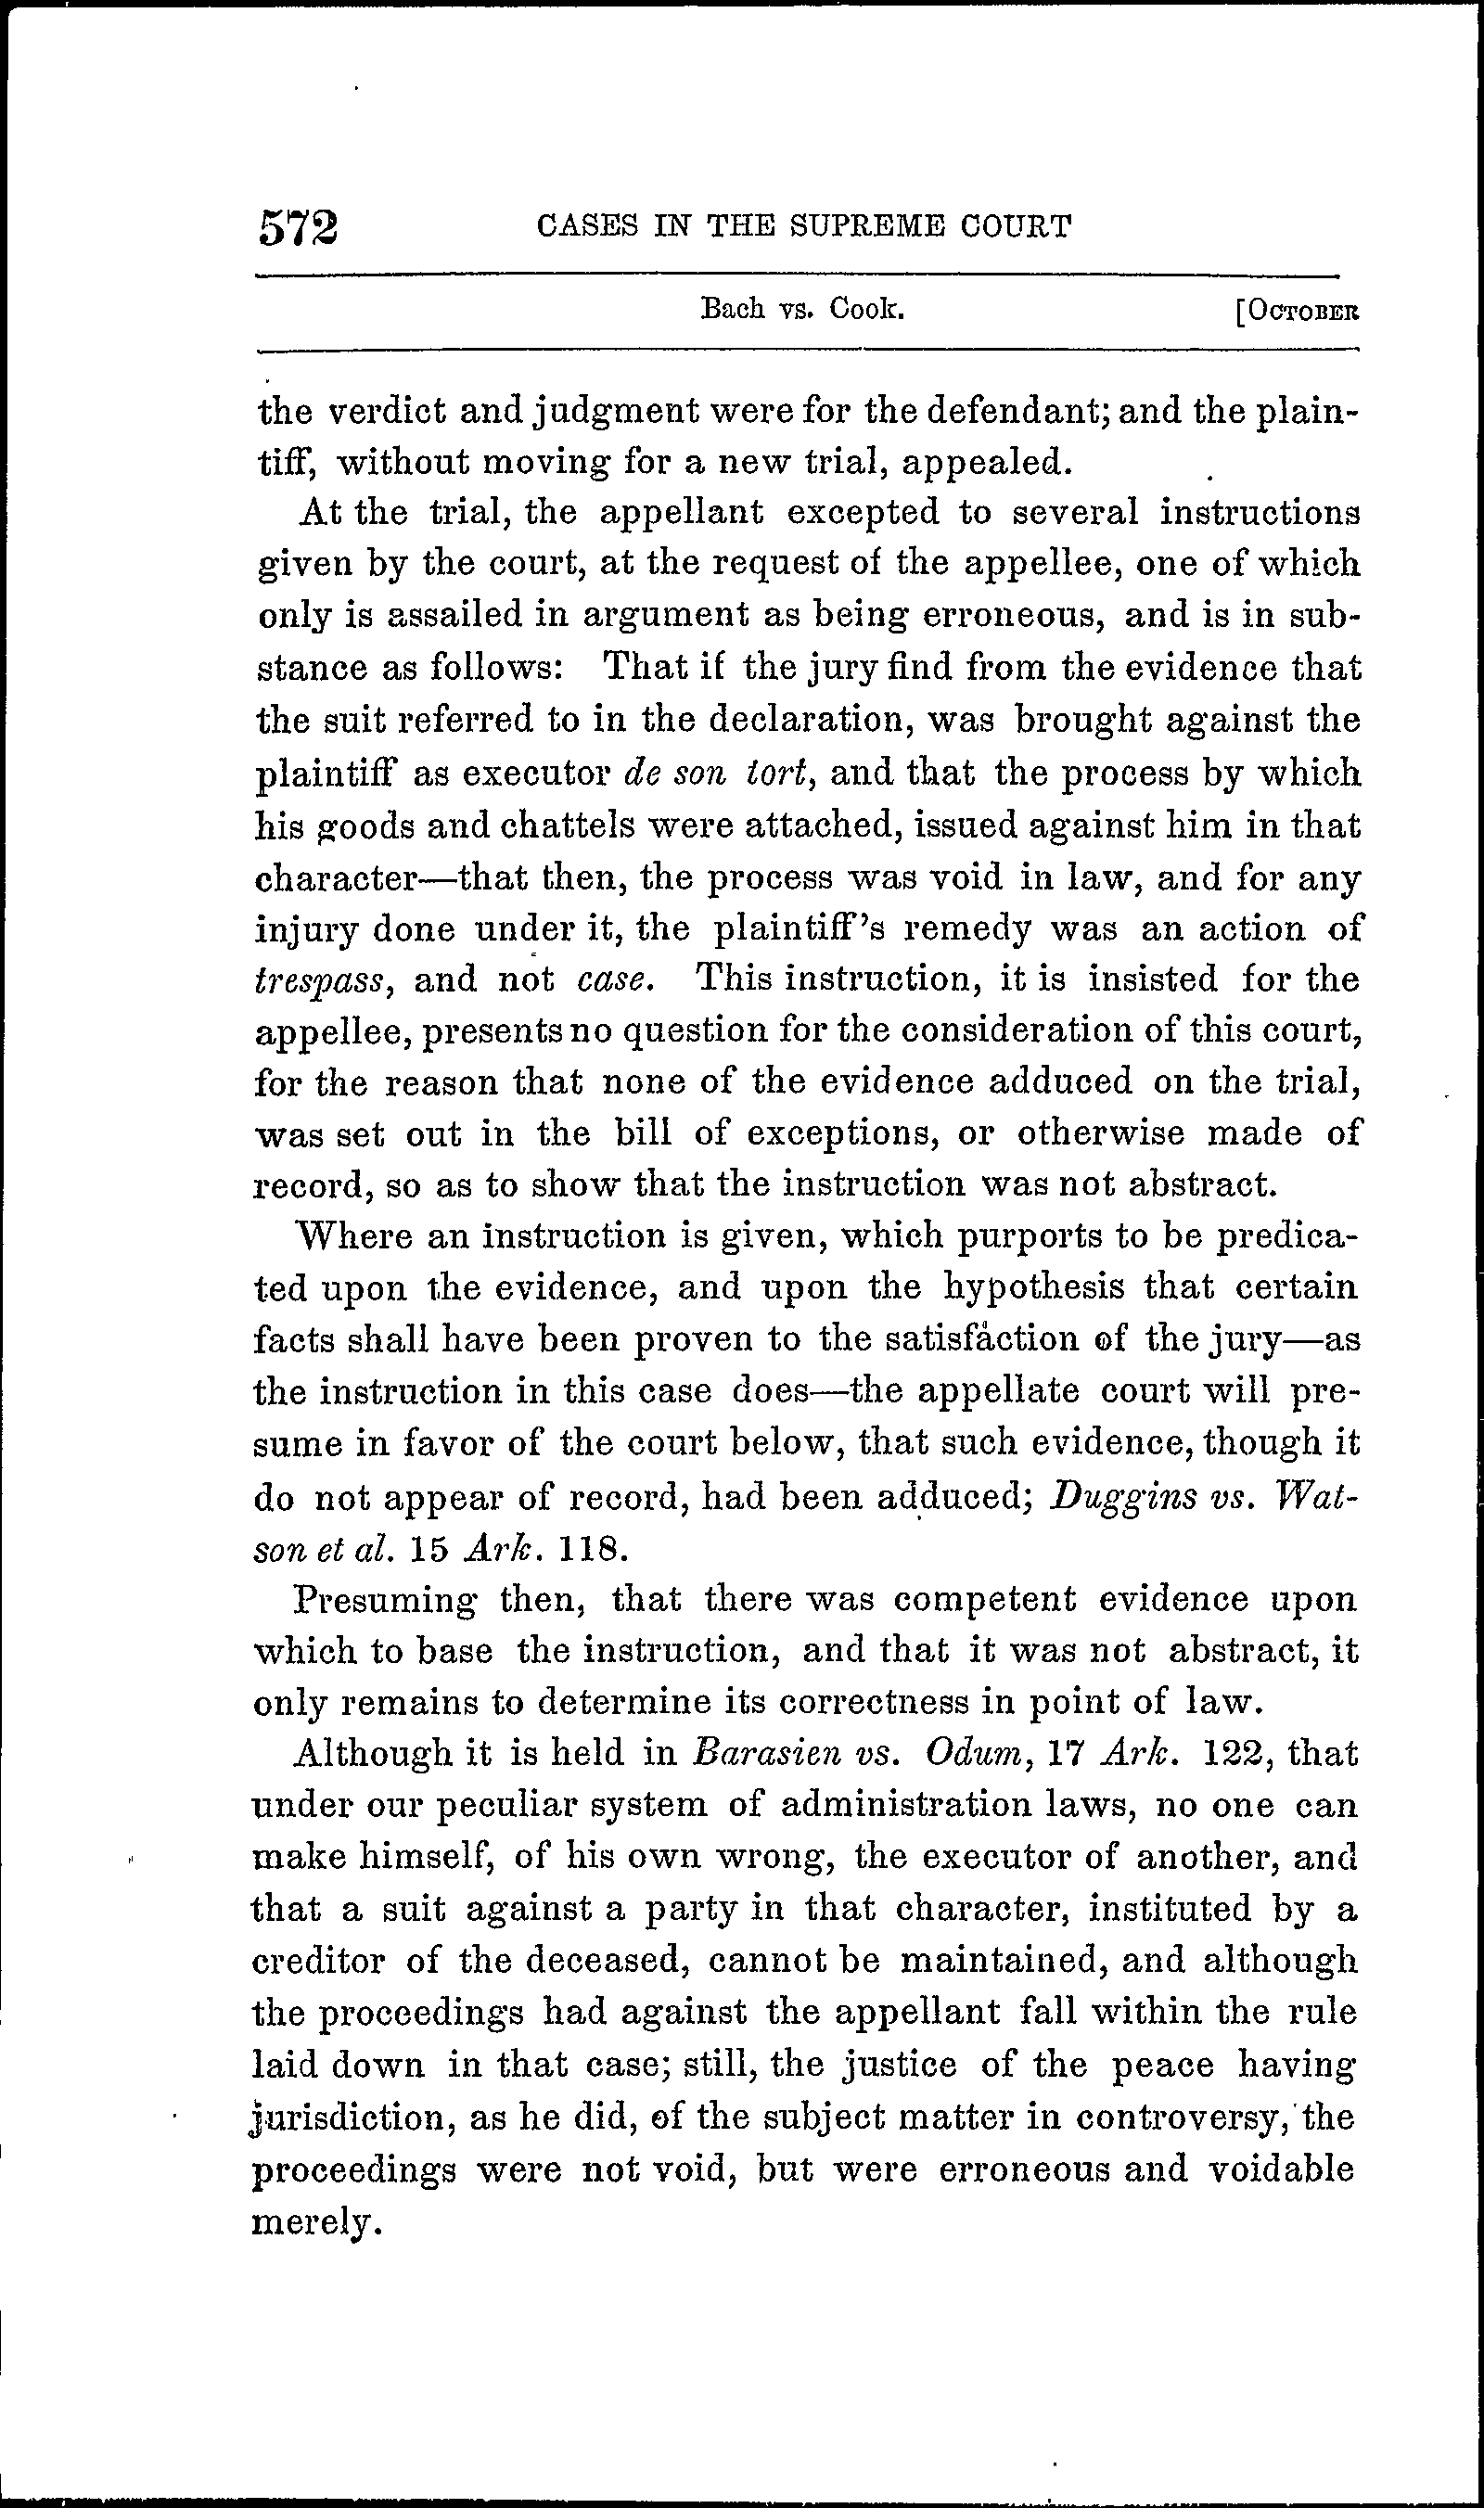 572 CASES IN THE SUPREME COURT
Bach vs. Cook. [OCTOBER
the verdict and judgment were for the defendant; and the plain-
tiff, without moving for a new trial, appealed.
At the trial, the appellant excepted to several instructions
given by the court, at the request of the appellee, one of which
only is assailed in argument as being erroneous, and is in sub-
stance as follows: That if the jury find from the evidence that
the suit referred to in the declaration, was brought against the
plaintiff as executor de son tort, and that the process by which
his goods and chattels were attached, issued against him in that
character—that then, the process was void in law, and for any
injury done under it, the plaintiff's remedy was an action of
trespass, and not case. This instruction, it is insisted for the
appellee, presents no question for the consideration of this court,
for the reason that none of the evidence adduced on the trial,
was set out in the bill of exceptions, or otherwise made of
record, so as to show that the instruction was not abstract.
Where an instruction is given, which purports to be predica-
ted upon the evidence, and upon the hypothesis that certain
facts shall have been proven to the satisfaction of the jury—as
the instruction in this case does—the appellate court will pre-
sume in favor of the court below, that such evidence, though it
do not appear of record, had been adduced; Duggins vs. Wat-
son et al. 15 Ark. 118.
Presuming then, that there was competent evidence upon
which to base the instruction, and that it was not abstract, it
only remains to determine its correctness in point of law.
Although it is held in Barasien vs. Odum, 17 Ark. 122, that
under our peculiar system of administration laws, no one can
make himself, of his own wrong, the executor of another, and
that a suit against a party in that character, instituted by a
creditor of the deceased, cannot be maintained, and although
the proceedings had against the appellant fall within the rule
laid down in that case; still, the justice of the peace having
jurisdiction, as he did, of the subject matter in controversy, the
proceedings were not void, but were erroneous and voidable
merely.